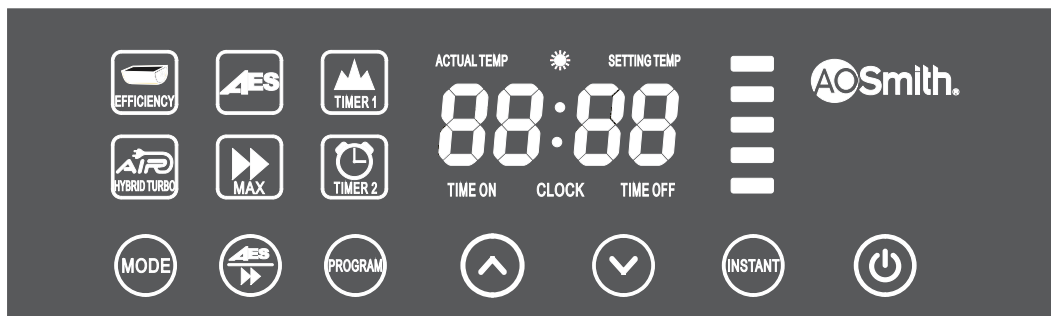 ACTUAL TEMP SETTING TEMP
EFFICIENCY
AES
TIMER 1
88:88
AOSmith.
AIR
HYBRID TURBO
MAX
TIMER 2
TIME ON CLOCK TIME OFF
MODE
AES
PROGRAM
INSTANT